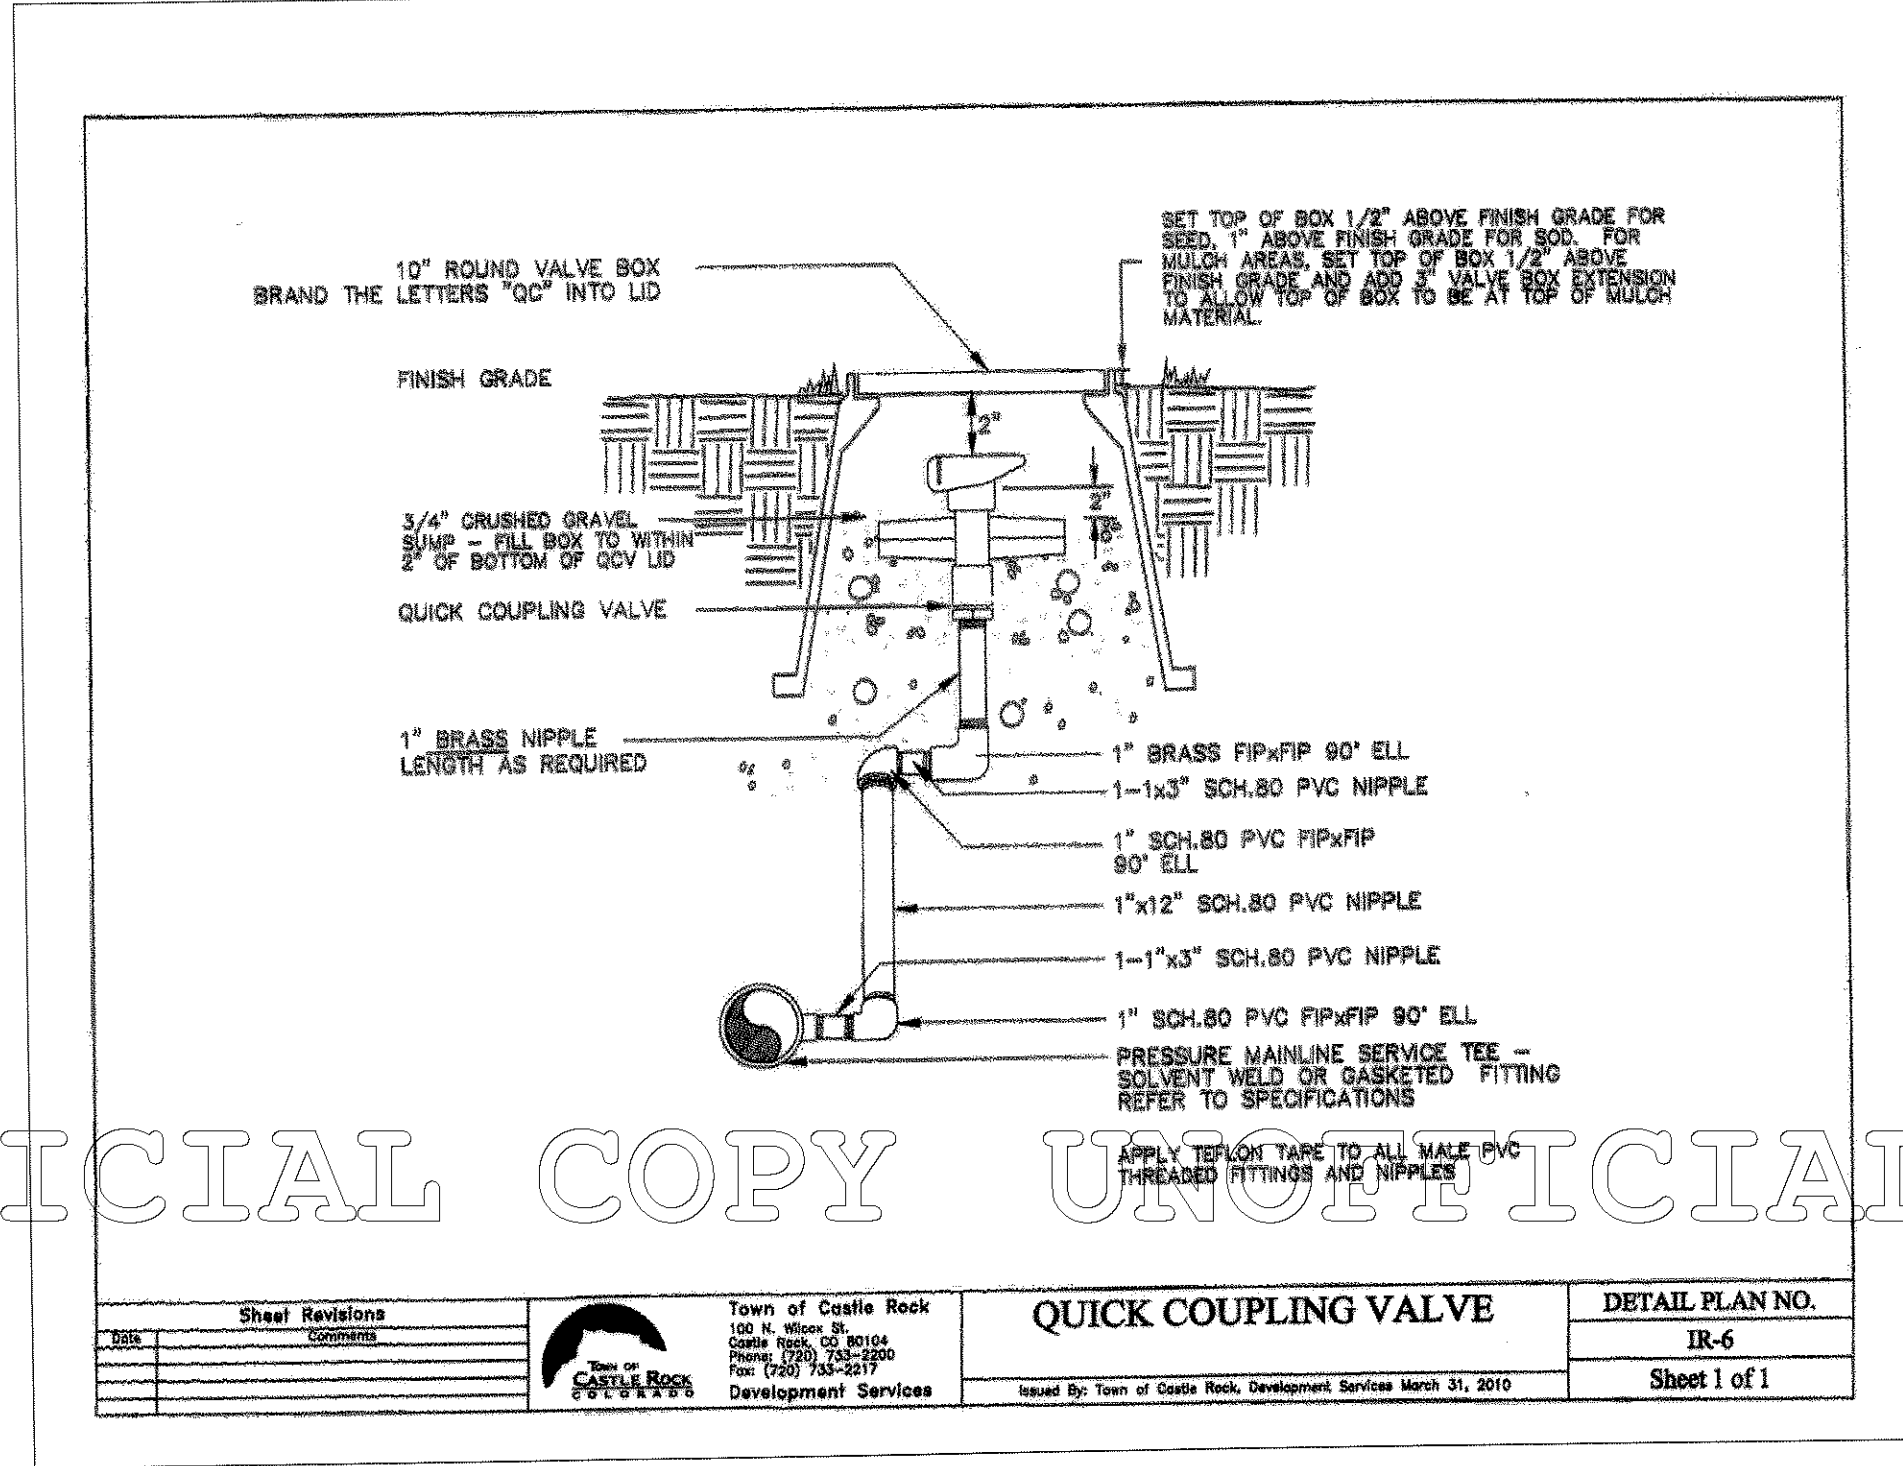 SET TOP OF BOX 1/2" ABOVE FINISH GRADE FOR
SEED, 1" ABOVE FINISH GRADE FOR SOD. FOR
MULCH AREAS, SET TOP OF BOX 1/2" ABOVE
FINISH GRADE AND ADD 3" VALVE BOX EXTENSION
TO ALLOW TOP OF BOX TO BE AT TOP OF MULCH
MATERIAL.
10" ROUND VALVE BOX
BRAND THE LETTERS "QC" INTO LID
FINISH GRADE
2"
2"
3/4" CRUSHED GRAVEL
SUMP - FILL BOX TO WITHIN
2" OF BOTTOM OF QCV LID
QUICK COUPLING VALVE
1" BRASS NIPPLE
LENGTH AS REQUIRED
1" BRASS FIPxFIP 90° ELL
1-1x3" SCH.80 PVC NIPPLE
1" SCH.80 PVC FIPxFIP
90° ELL
1"x12" SCH.80 PVC NIPPLE
1-1"x3" SCH.80 PVC NIPPLE
1" SCH.80 PVC FIPxFIP 90° ELL
PRESSURE MAINLINE SERVICE TEE -
SOLVENT WELD OR GASKETED FITTING
REFER TO SPECIFICATIONS
APPLY TEFLON TAPE TO ALL MALE PVC
THREADED FITTINGS AND NIPPLES
ICIAL COPY UNOFFICIAL
Sheet Revisions
Date Comments
TOWN OF
CASTLE ROCK
COLORADO
Town of Castle Rock
100 N. Wilcox St.
Castle Rock, CO 80104
Phone: (720) 733-2200
Fax: (720) 733-2217
Development Services
QUICK COUPLING VALVE
Issued By: Town of Castle Rock, Development Services March 31, 2010
DETAIL PLAN NO.
IR-6
Sheet 1 of 1